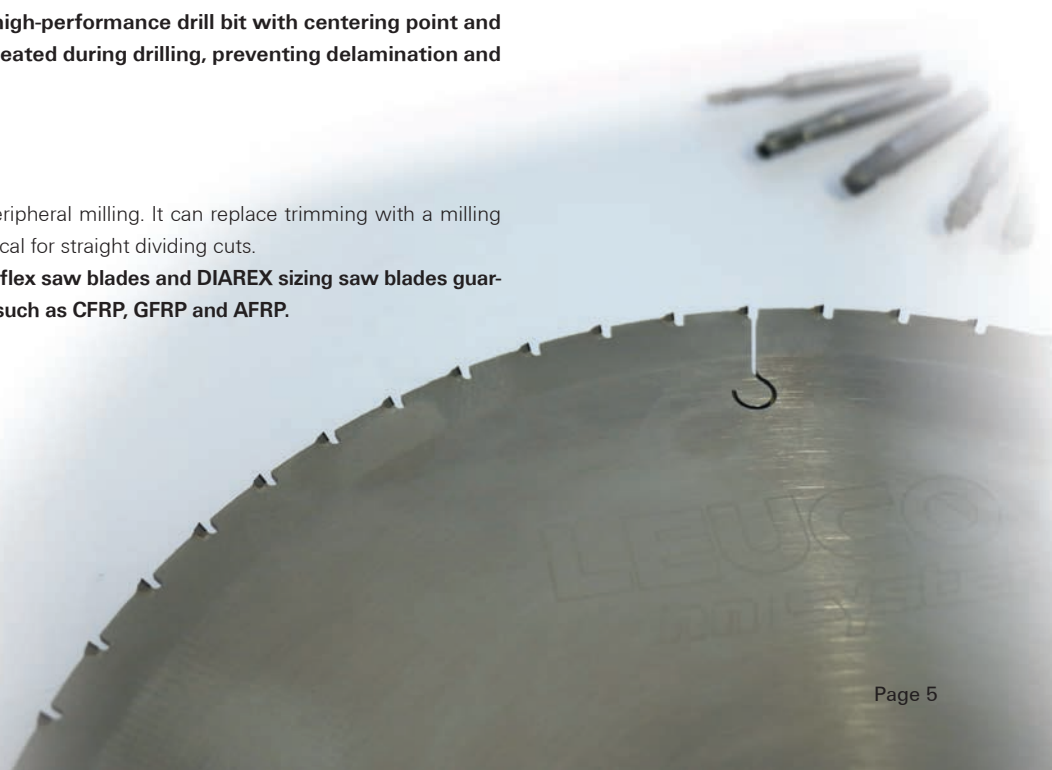 high-performance drill bit with centering point and
eated during drilling, preventing delamination and
eripheral milling. It can replace trimming with a milling
cal for straight dividing cuts.
flex saw blades and DIAREX sizing saw blades guar-
such as CFRP, GFRP and AFRP.
LEUCO
Page 5